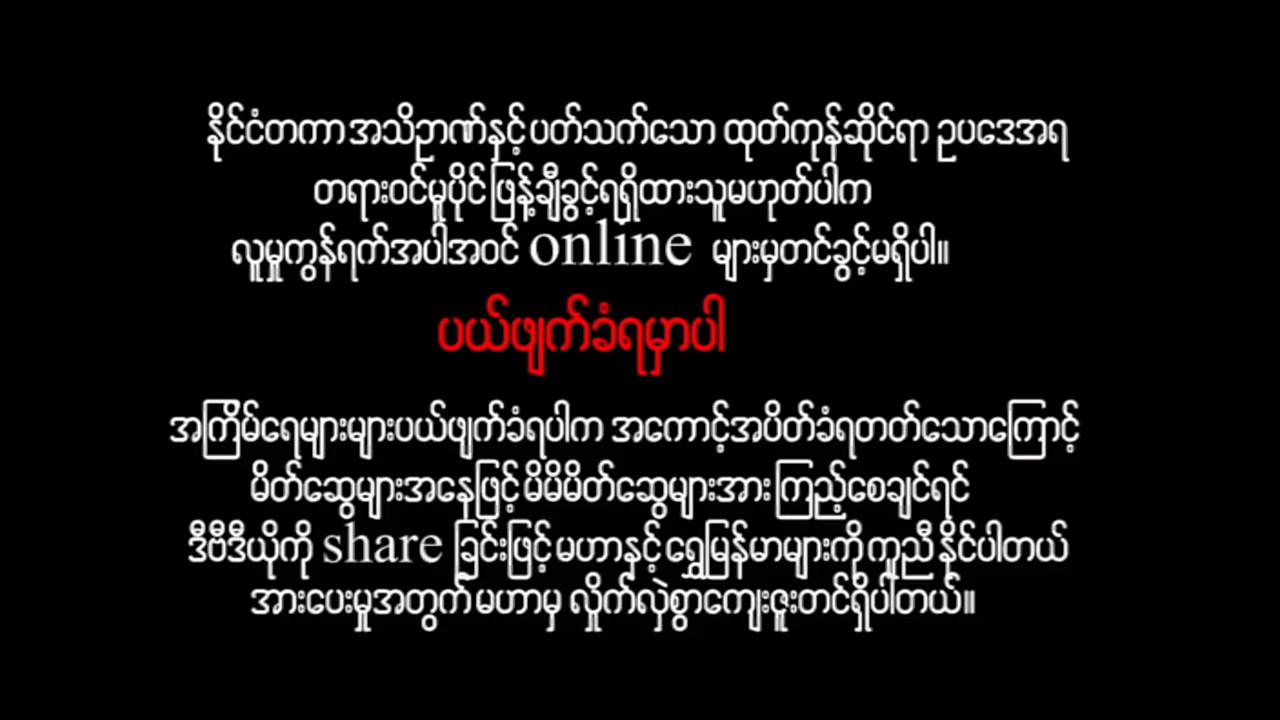 နိုင်ငံတကာ အသိဉာဏ်နှင့် ပတ်သက်သော ထုတ်ကုန်ဆိုင်ရာ ဥပဒေအရ
တရားဝင်မူပိုင် ဖြန့်ချီခွင့်ရရှိထားသူမဟုတ်ပါက
လူမှုကွန်ရက်အပါအဝင် online များမှတင်ခွင့်မရှိပါ။
ပယ်ဖျက်ခံရမှာပါ
အကြိမ်ရေများများပယ်ဖျက်ခံရပါက အကောင့်အပိတ်ခံရတတ်သောကြောင့်
မိတ်ဆွေများအနေဖြင့် မိမိမိတ်ဆွေများအား ကြည့်စေချင်ရင်
ဒီဗီဒီယိုကို share ခြင်းဖြင့် မဟာနှင့် ရွှေမြန်မာများကို ကူညီ နိုင်ပါတယ်
အားပေးမှုအတွက် မဟာမှ လှိုက်လှဲစွာကျေးဇူးတင်ရှိပါတယ်။